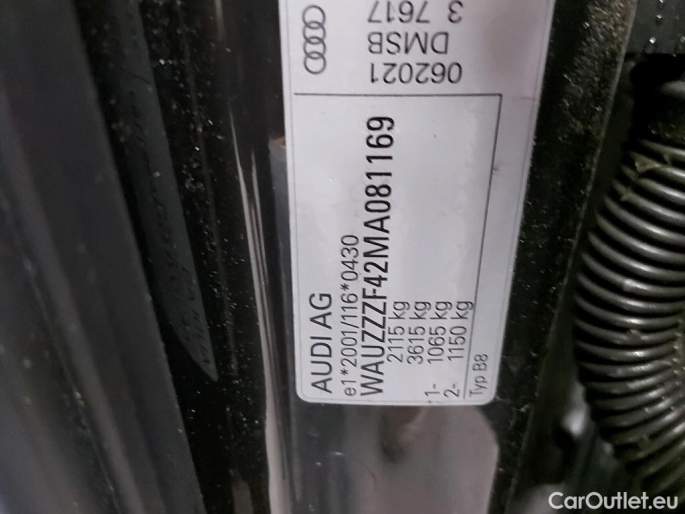 AUDI AG
e1*2001/116*0430
WAUZZZF42MA081169
2115 kg
3615 kg
1- 1065 kg
2- 1150 kg
Typ B8
062021
DMSB
3 7617
CarOutlet.eu